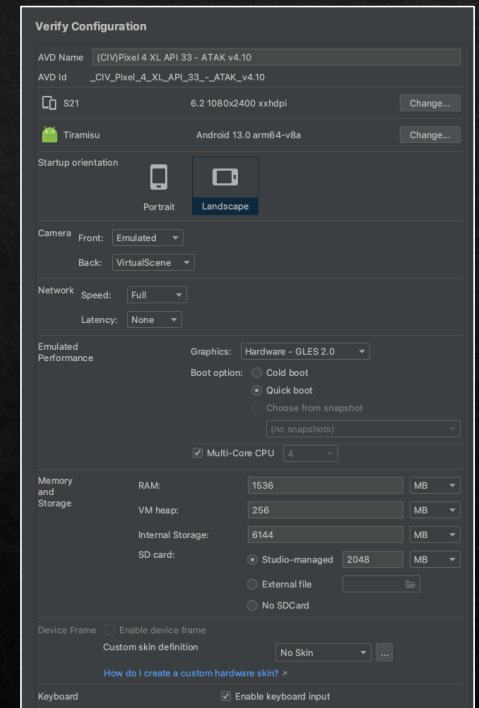 Verify Configuration
AVD Name (CIV)Pixel 4 XL API 33 - ATAK v4.10
AVD Id _CIV_Pixel_4_XL_API_33_-_ATAK_v4.10
S21 6.2 1080x2400 xxhdpi Change...
Tiramisu Android 13.0 arm64-v8a Change...
Startup orientation
Portrait Landscape
Camera Front: Emulated
Back: VirtualScene
Network Speed: Full
Latency: None
Emulated
Performance
Graphics: Hardware - GLES 2.0
Boot option: Cold boot
Quick boot
Choose from snapshot
(no snapshots)
Multi-Core CPU 4
Memory
and
Storage
RAM: 1536 MB
VM heap: 256 MB
Internal Storage: 6144 MB
SD card: Studio-managed 2048 MB
External file
No SDCard
Device Frame Enable device frame
Custom skin definition No Skin ...
How do I create a custom hardware skin? ↗
Keyboard Enable keyboard input